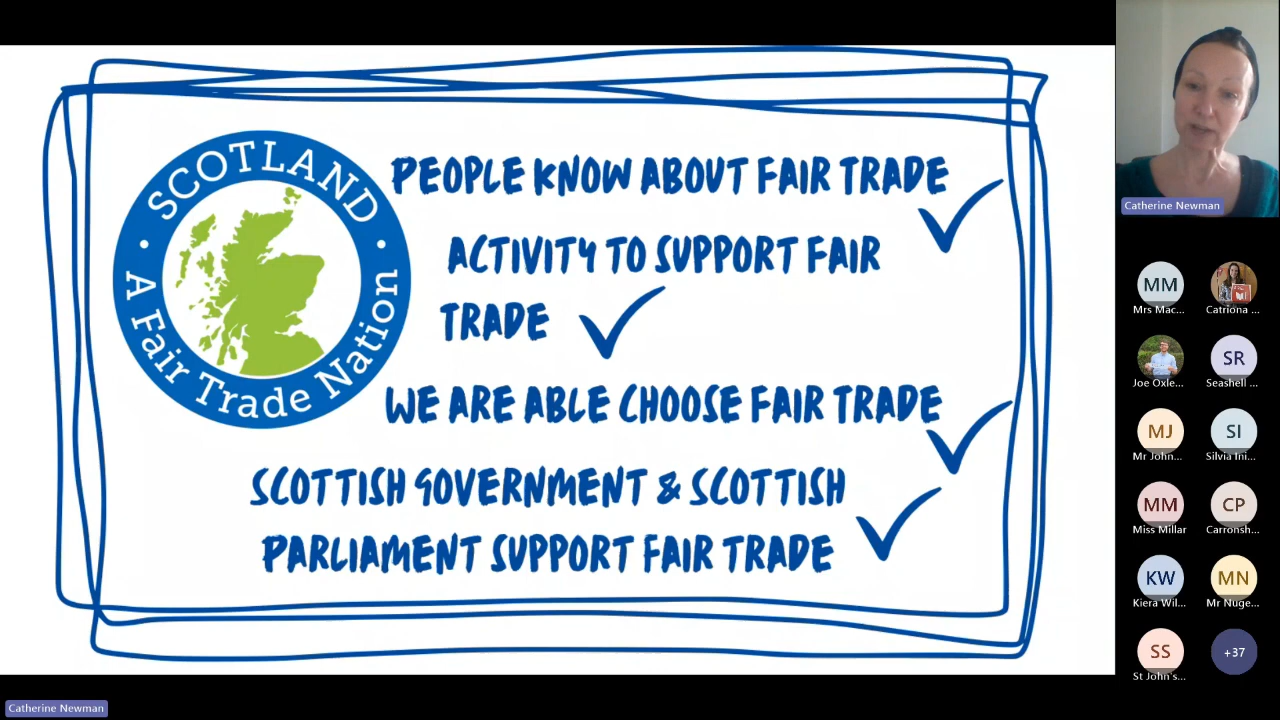 SCOTLAND
A Fair Trade Nation
PEOPLE KNOW ABOUT FAIR TRADE
ACTIVITY TO SUPPORT FAIR
TRADE
WE ARE ABLE CHOOSE FAIR TRADE
SCOTTISH GOVERNMENT & SCOTTISH
PARLIAMENT SUPPORT FAIR TRADE
Catherine Newman
MM
Mrs Mac...
Catriona ...
Joe Oxle...
SR
Seashell ...
MJ
Mr John...
SI
Silvia Ini...
MM
Miss Millar
CP
Carronsh...
KW
Kiera Wil...
MN
Mr Nuge...
SS
St John's...
+37
Catherine Newman